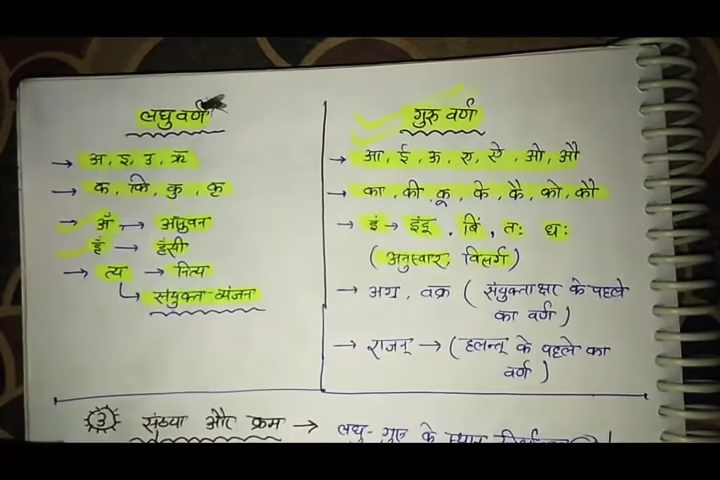 लघु वर्ण
→ अ, इ, उ, ऋ
→ क, कि, कु, कृ
→ अँ →
→ हँ → हँसी
→ त्य → नित्य
संयुक्त व्यंजन
गुरु वर्ण
→ आ, ई, ऊ, ए, ऐ, ओ, औ
→ का, की, कू, के, कै, को, कौ
→ इं → इंदु, बिं, तः धः
(अनुस्वार, विसर्ग)
→ अग्र, वक्र (संयुक्ताक्षर के पहले
का वर्ण)
→ राजन् → (हलन्त् के पहले का
वर्ण)
③ संख्या और क्रम → लघु-गुरु के